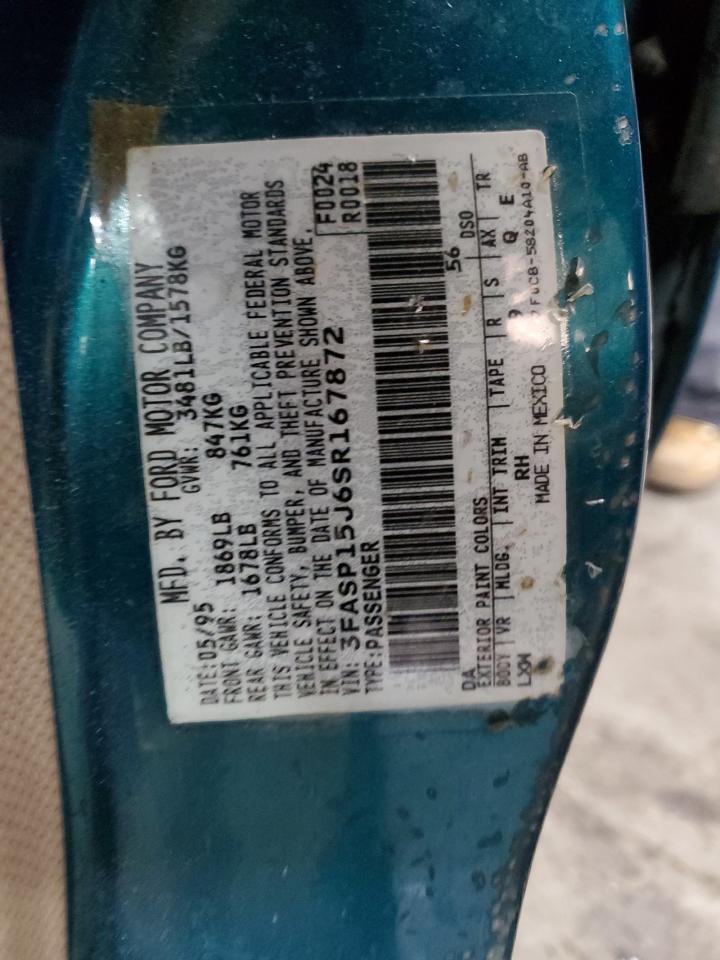 MFD. BY FORD MOTOR COMPANY
DATE: 05/95 GVWR: 3481LB/1578KG
FRONT GAWR: 1869LB 847KG
REAR GAWR: 1678LB 761KG
THIS VEHICLE CONFORMS TO ALL APPLICABLE FEDERAL MOTOR
VEHICLE SAFETY, BUMPER, AND THEFT PREVENTION STANDARDS
IN EFFECT ON THE DATE OF MANUFACTURE SHOWN ABOVE.
VIN: 3FASP15J6SR167872 F0024
TYPE: PASSENGER R0018
56
DA DSO
EXTERIOR PAINT COLORS
BODY VR MLDG. INT TRIM TAPE R S AX TR
LXW RH 9 Q E
MADE IN MEXICO